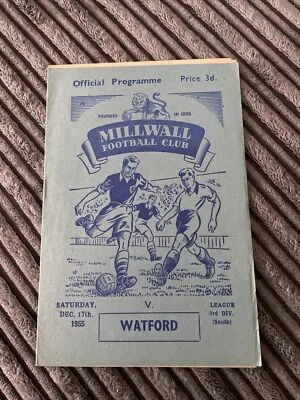 Official Programme Price 3d.
FOUNDED IN 1885
MILLWALL
FOOTBALL CLUB
SATURDAY,
DEC. 17th.
1955
V.
WATFORD
LEAGUE
3rd DIV.
(South)